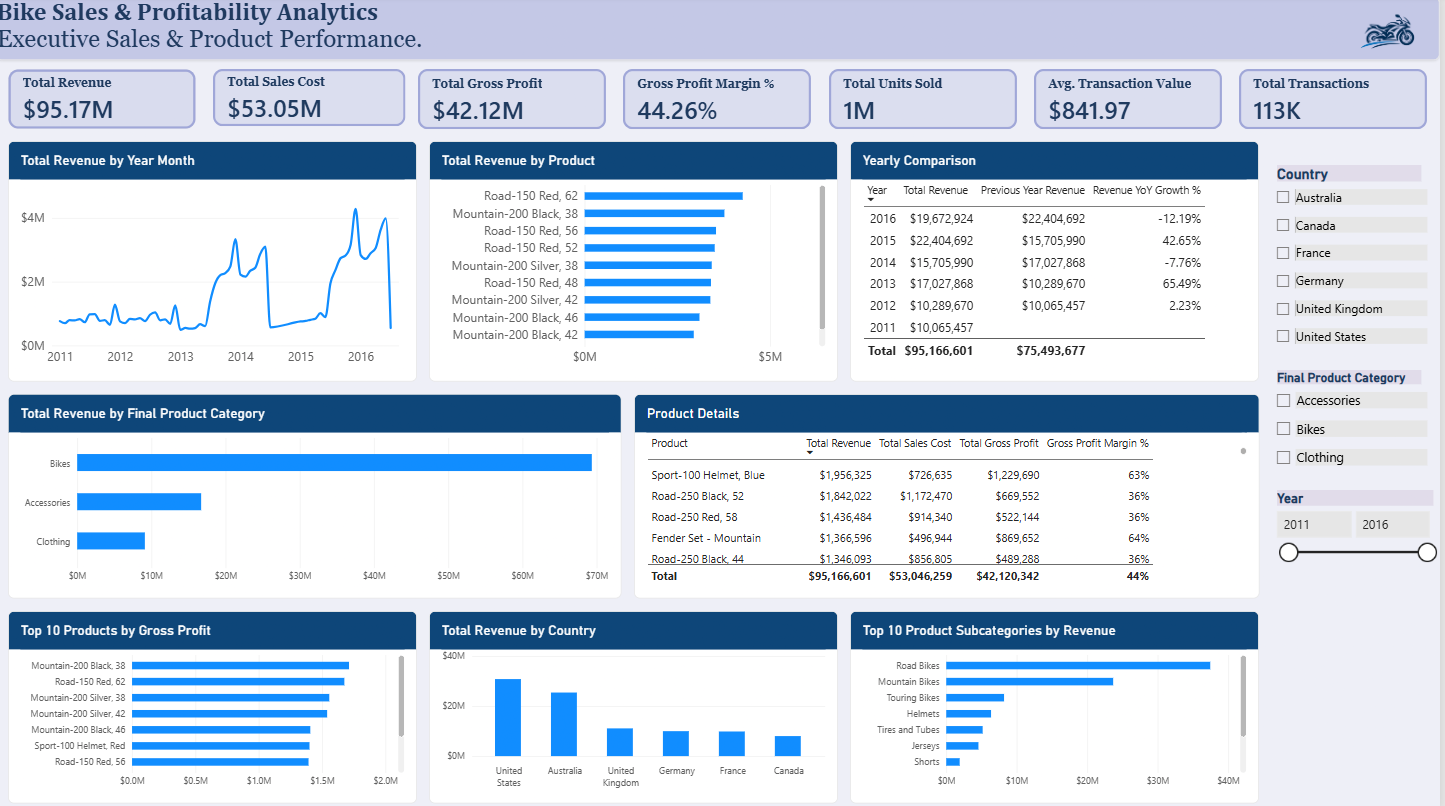 Bike Sales & Profitability Analytics
Executive Sales & Product Performance.
Total Revenue
$95.17M
Total Sales Cost
$53.05M
Total Gross Profit
$42.12M
Gross Profit Margin %
44.26%
Total Units Sold
1M
Avg. Transaction Value
$841.97
Total Transactions
113K
Total Revenue by Year Month
$4M
$2M
$0M
2011 2012 2013 2014 2015 2016
Total Revenue by Product
Road-150 Red, 62
Mountain-200 Black, 38
Road-150 Red, 56
Road-150 Red, 52
Mountain-200 Silver, 38
Road-150 Red, 48
Mountain-200 Silver, 42
Mountain-200 Black, 46
Mountain-200 Black, 42
$0M $5M
Yearly Comparison
Year Total Revenue Previous Year Revenue Revenue YoY Growth %
2016 $19,672,924 $22,404,692 -12.19%
2015 $22,404,692 $15,705,990 42.65%
2014 $15,705,990 $17,027,868 -7.76%
2013 $17,027,868 $10,289,670 65.49%
2012 $10,289,670 $10,065,457 2.23%
2011 $10,065,457
Total $95,166,601 $75,493,677
Country
Australia
Canada
France
Germany
United Kingdom
United States
Final Product Category
Accessories
Bikes
Clothing
Year
2011 2016
Total Revenue by Final Product Category
Bikes
Accessories
Clothing
$0M $10M $20M $30M $40M $50M $60M $70M
Product Details
Product Total Revenue Total Sales Cost Total Gross Profit Gross Profit Margin %
Sport-100 Helmet, Blue $1,956,325 $726,635 $1,229,690 63%
Road-250 Black, 52 $1,842,022 $1,172,470 $669,552 36%
Road-250 Red, 58 $1,436,484 $914,340 $522,144 36%
Fender Set - Mountain $1,366,596 $496,944 $869,652 64%
Road-250 Black, 44 $1,346,093 $856,805 $489,288 36%
Total $95,166,601 $53,046,259 $42,120,342 44%
Top 10 Products by Gross Profit
Mountain-200 Black, 38
Road-150 Red, 62
Mountain-200 Silver, 38
Mountain-200 Silver, 42
Mountain-200 Black, 46
Sport-100 Helmet, Red
Road-150 Red, 56
$0.0M $0.5M $1.0M $1.5M $2.0M
Total Revenue by Country
$40M
$20M
$0M
United States
Australia
United Kingdom
Germany
France
Canada
Top 10 Product Subcategories by Revenue
Road Bikes
Mountain Bikes
Touring Bikes
Helmets
Tires and Tubes
Jerseys
Shorts
$0M $10M $20M $30M $40M